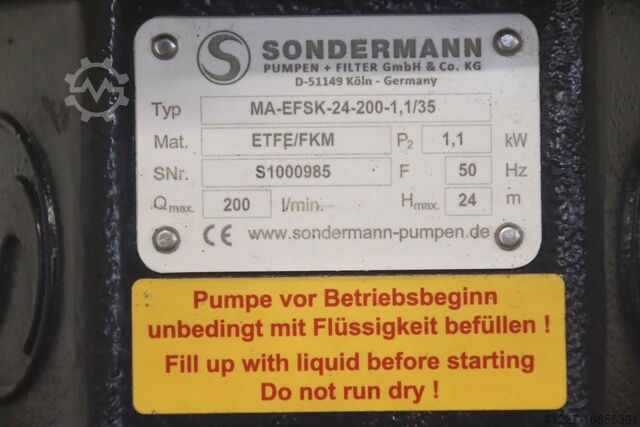 SONDERMANN
PUMPEN + FILTER GmbH & Co. KG
D-51149 Köln - Germany
Typ MA-EFSK-24-200-1,1/35
Mat. ETFE/FKM P2 1,1 kW
SNr. S1000985 F 50 Hz
Qmax. 200 l/min. Hmax. 24 m
CE www.sondermann-pumpen.de
Pumpe vor Betriebsbeginn
unbedingt mit Flüssigkeit befüllen !
Fill up with liquid before starting
Do not run dry !